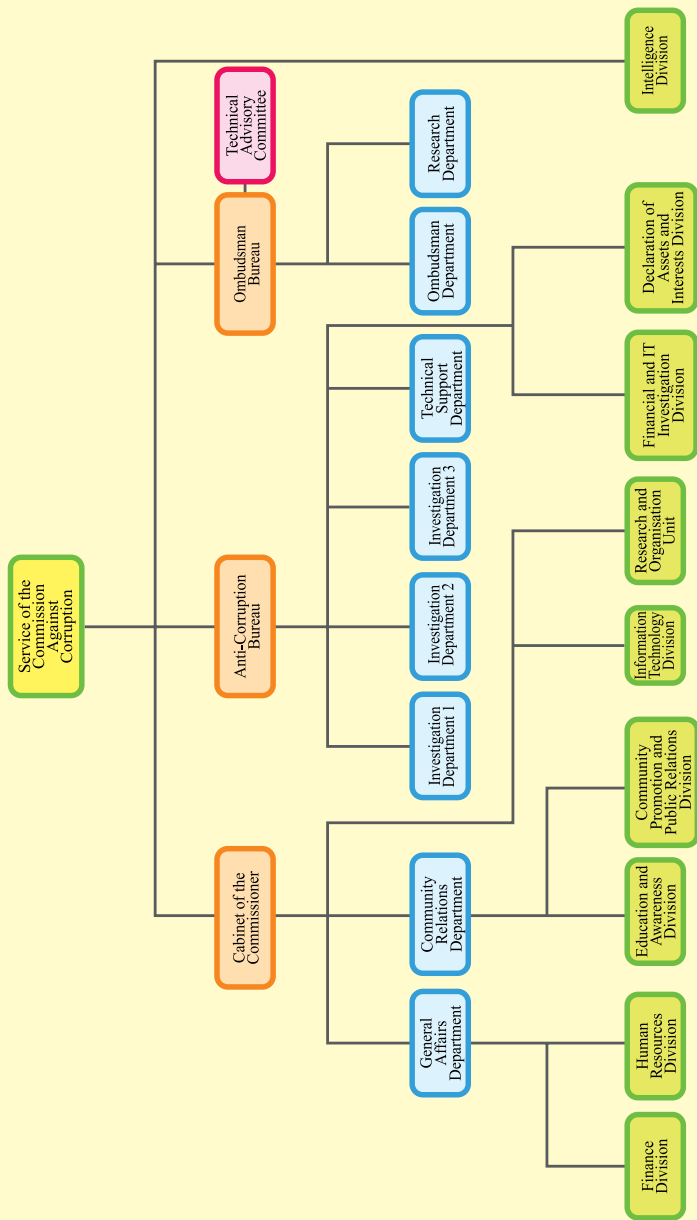 Service of the
Commission
Against
Corruption
Cabinet of the
Commissioner
Anti-Corruption
Bureau
Ombudsman
Bureau
Technical
Advisory
Committee
General
Affairs
Department
Community
Relations
Department
Investigation
Department 1
Investigation
Department 2
Investigation
Department 3
Technical
Support
Department
Ombudsman
Department
Research
Department
Finance
Division
Human
Resources
Division
Education and
Awareness
Division
Community
Promotion and
Public Relations
Division
Information
Technology
Division
Research and
Organisation
Unit
Financial and IT
Investigation
Division
Declaration of
Assets and
Interests Division
Intelligence
Division